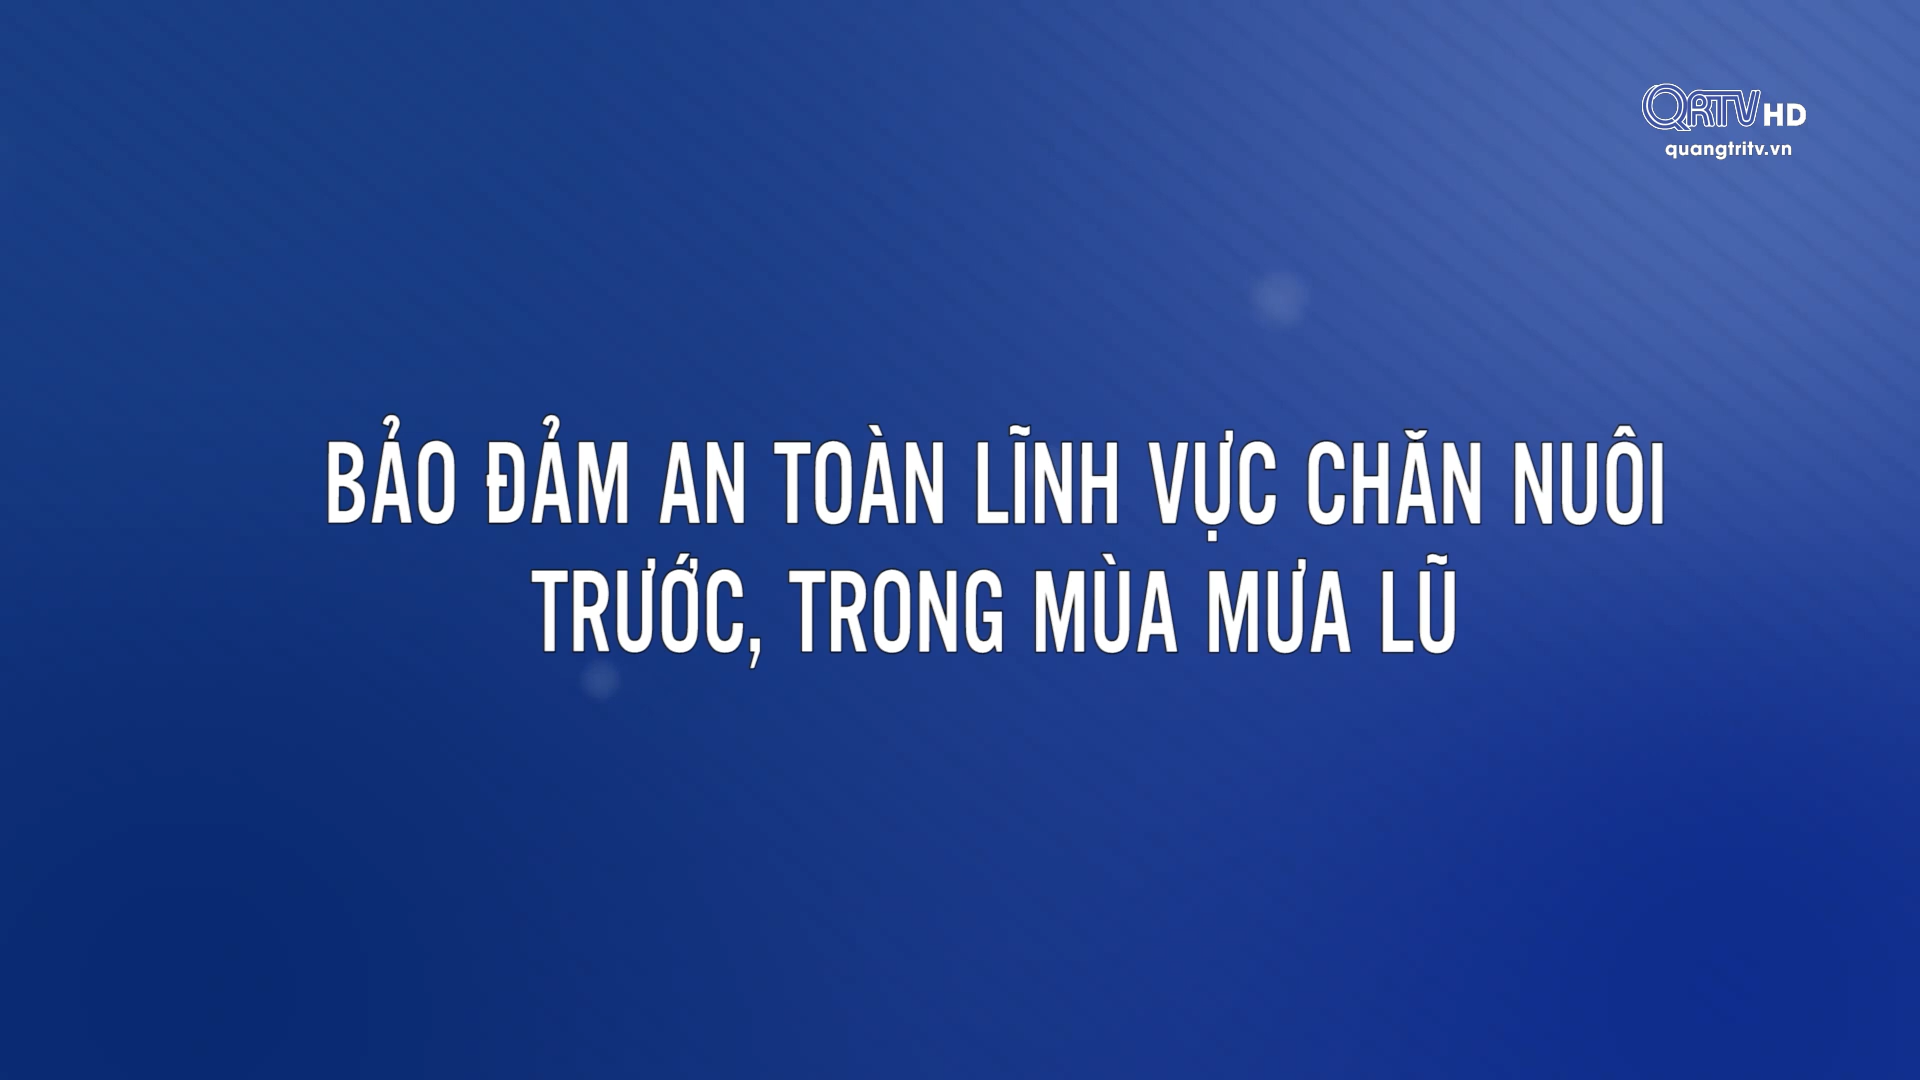 QRTV HD
quangtritv.vn
BẢO ĐẢM AN TOÀN LĨNH VỰC CHĂN NUÔI
TRƯỚC, TRONG MÙA MƯA LŨ